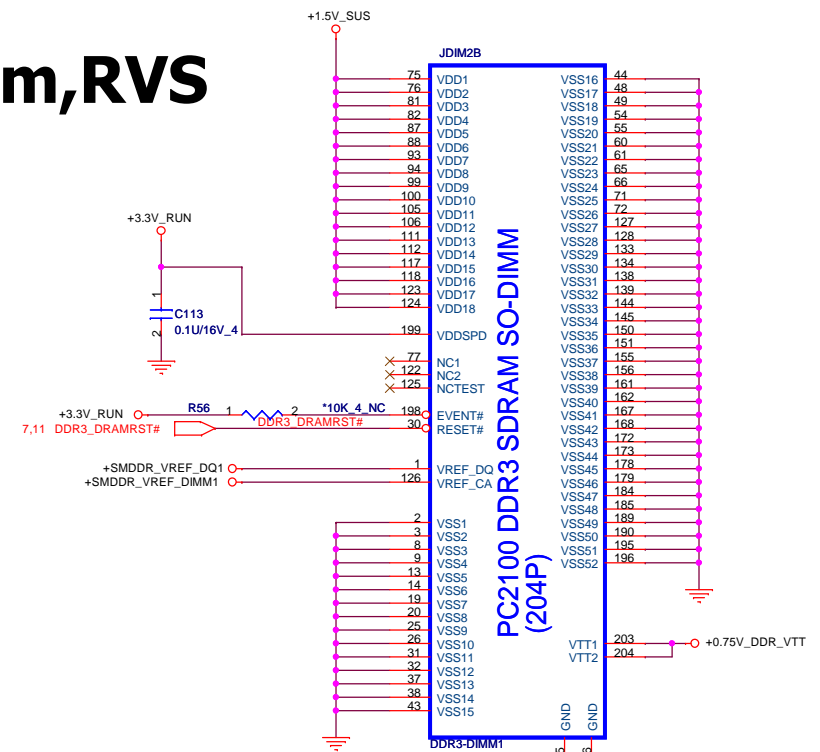 +1.5V_SUS
m,RVS
JDIM2B
75 VDD1 VSS16 44
76 VDD2 VSS17 48
81 VDD3 VSS18 49
82 VDD4 VSS19 54
87 VDD5 VSS20 55
88 VDD6 VSS21 60
93 VDD7 VSS22 61
94 VDD8 VSS23 65
99 VDD9 VSS24 66
100 VDD10 VSS25 71
105 VDD11 VSS26 72
106 VDD12 VSS27 127
111 VDD13 VSS28 128
112 VDD14 VSS29 133
117 VDD15 VSS30 134
118 VDD16 VSS31 138
123 VDD17 VSS32 139
124 VDD18 VSS33 144
VSS34 145
199 VDDSPD VSS35 150
VSS36 151
77 NC1 VSS37 155
122 NC2 VSS38 156
125 NCTEST VSS39 161
VSS40 162
198 EVENT# VSS41 167
30 RESET# VSS42 168
VSS43 172
VSS44 173
1 VREF_DQ VSS45 178
126 VREF_CA VSS46 179
VSS47 184
VSS48 185
2 VSS1 VSS49 189
3 VSS2 VSS50 190
8 VSS3 VSS51 195
9 VSS4 VSS52 196
13 VSS5
14 VSS6
19 VSS7
20 VSS8
25 VSS9
26 VSS10 VTT1 203
31 VSS11 VTT2 204
32 VSS12
37 VSS13
38 VSS14
43 VSS15
+3.3V_RUN
1
C113
2
0.1U/16V_4
+3.3V_RUN R56 1 2 *10K_4_NC
7,11 DDR3_DRAMRST# DDR3_DRAMRST#
+SMDDR_VREF_DQ1
+SMDDR_VREF_DIMM1
PC2100 DDR3 SDRAM SO-DIMM
(204P)
+0.75V_DDR_VTT
GND
GND
DDR3-DIMM1